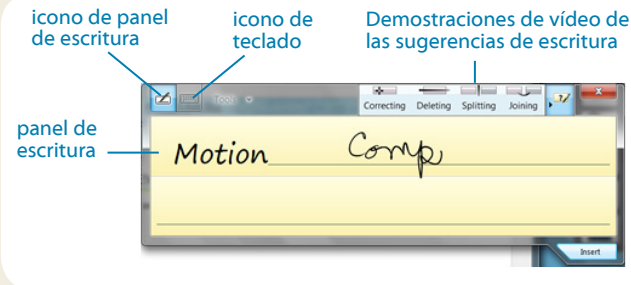 icono de panel de escritura
icono de teclado
Demostraciones de vídeo de las sugerencias de escritura
Tools
Correcting Deleting Splitting Joining
panel de escritura
Motion Comp
Insert